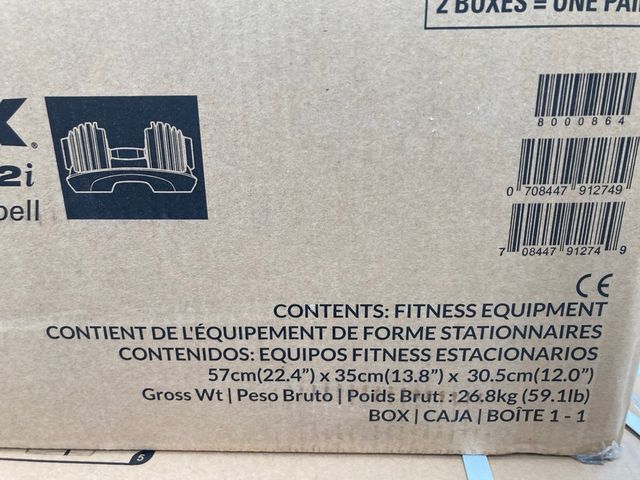 2 BOXES = ONE PAI
X®
2i
bell
8000864
0 708447 912749
7 08447 91274 9
CE
CONTENTS: FITNESS EQUIPMENT
CONTIENT DE L'ÉQUIPEMENT DE FORME STATIONNAIRES
CONTENIDOS: EQUIPOS FITNESS ESTACIONARIOS
57cm(22.4”) x 35cm(13.8”) x 30.5cm(12.0”)
Gross Wt | Peso Bruto | Poids Brut. : 26.8kg (59.1lb)
BOX | CAJA | BOÎTE 1 - 1
5